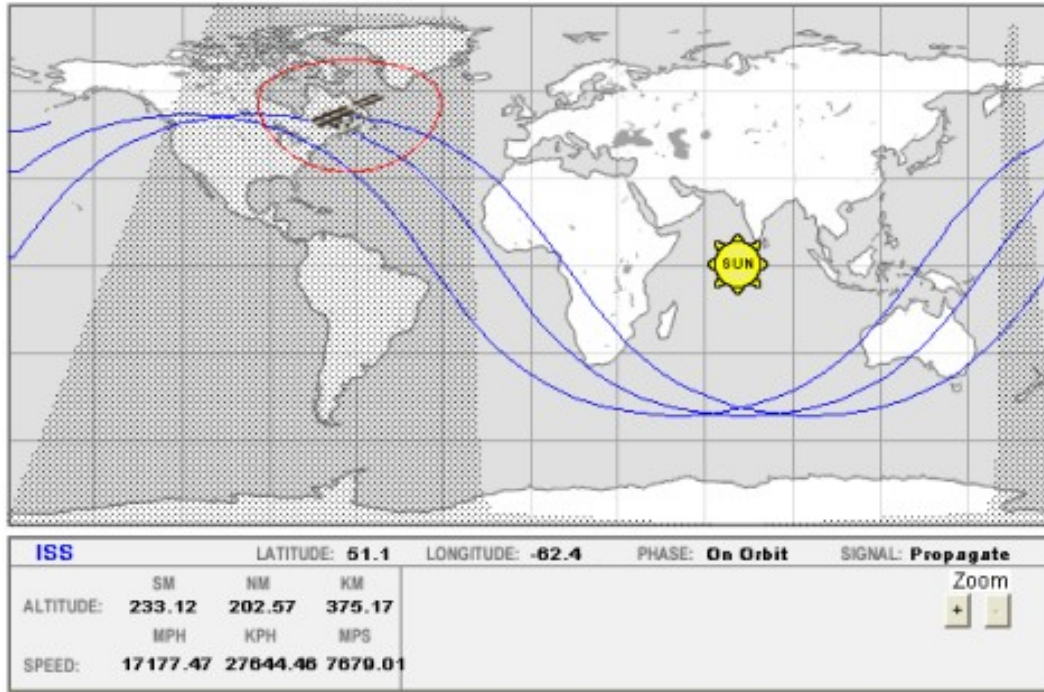 SUN
ISS LATITUDE: 51.1 LONGITUDE: -62.4 PHASE: On Orbit SIGNAL: Propagate
SM NM KM Zoom
ALTITUDE: 233.12 202.57 375.17 + -
MPH KPH MPS
SPEED: 17177.47 27644.46 7679.01